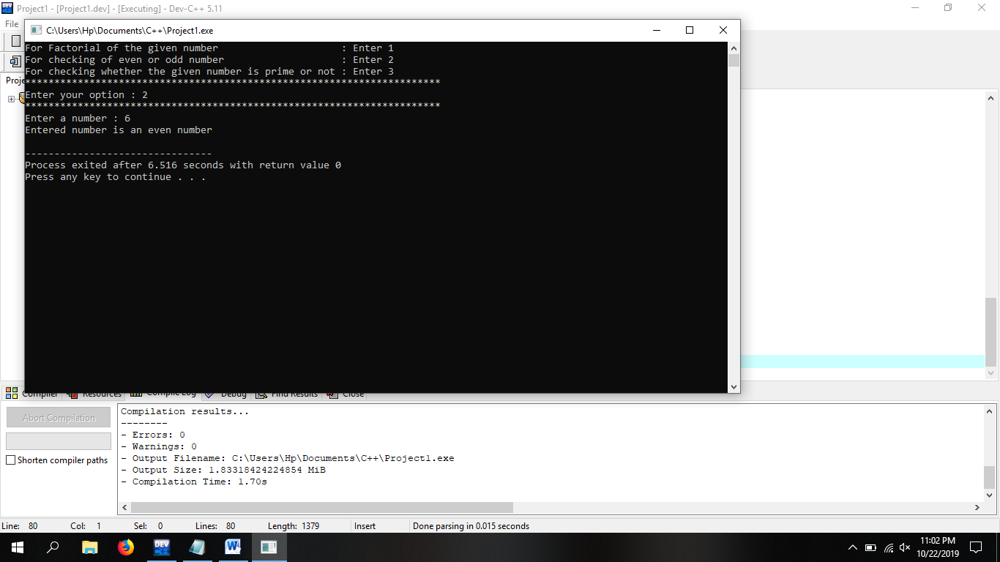 Project1 - [Project1.dev] - [Executing] - Dev-C++ 5.11
File
C:\Users\Hp\Documents\C++\Project1.exe
For Factorial of the given number : Enter 1
For checking of even or odd number : Enter 2
For checking whether the given number is prime or not : Enter 3
***********************************************************************
Enter your option : 2
***********************************************************************
Enter a number : 6
Entered number is an even number
--------------------------------
Process exited after 6.516 seconds with return value 0
Press any key to continue . . .
Proje
Compiler Resources Compile Log Debug Find Results Close
Abort Compilation
Shorten compiler paths
Compilation results...
--------
- Errors: 0
- Warnings: 0
- Output Filename: C:\Users\Hp\Documents\C++\Project1.exe
- Output Size: 1.83318424224854 MiB
- Compilation Time: 1.70s
Line: 80 Col: 1 Sel: 0 Lines: 80 Length: 1379 Insert Done parsing in 0.015 seconds
DEV C++
W
11:02 PM
10/22/2019